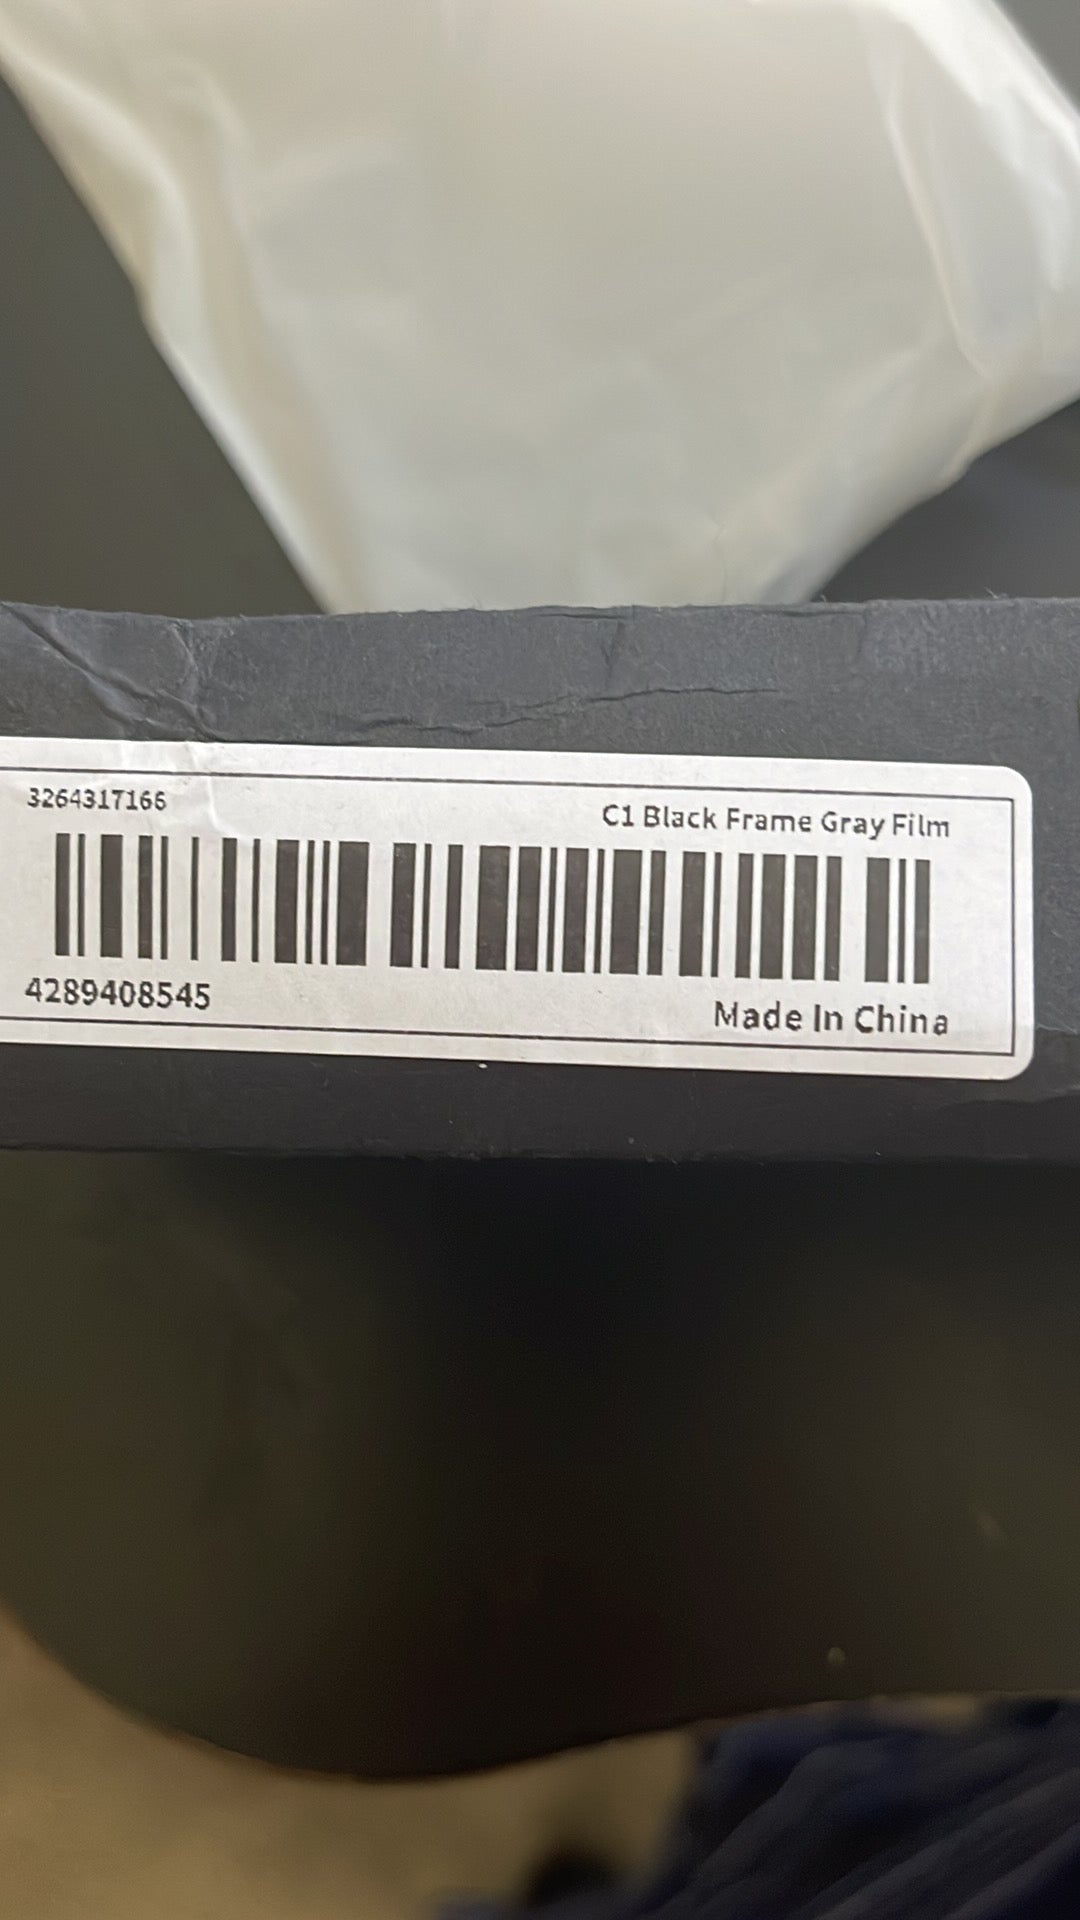 3264317166
C1 Black Frame Gray Film
4289408545
Made In China